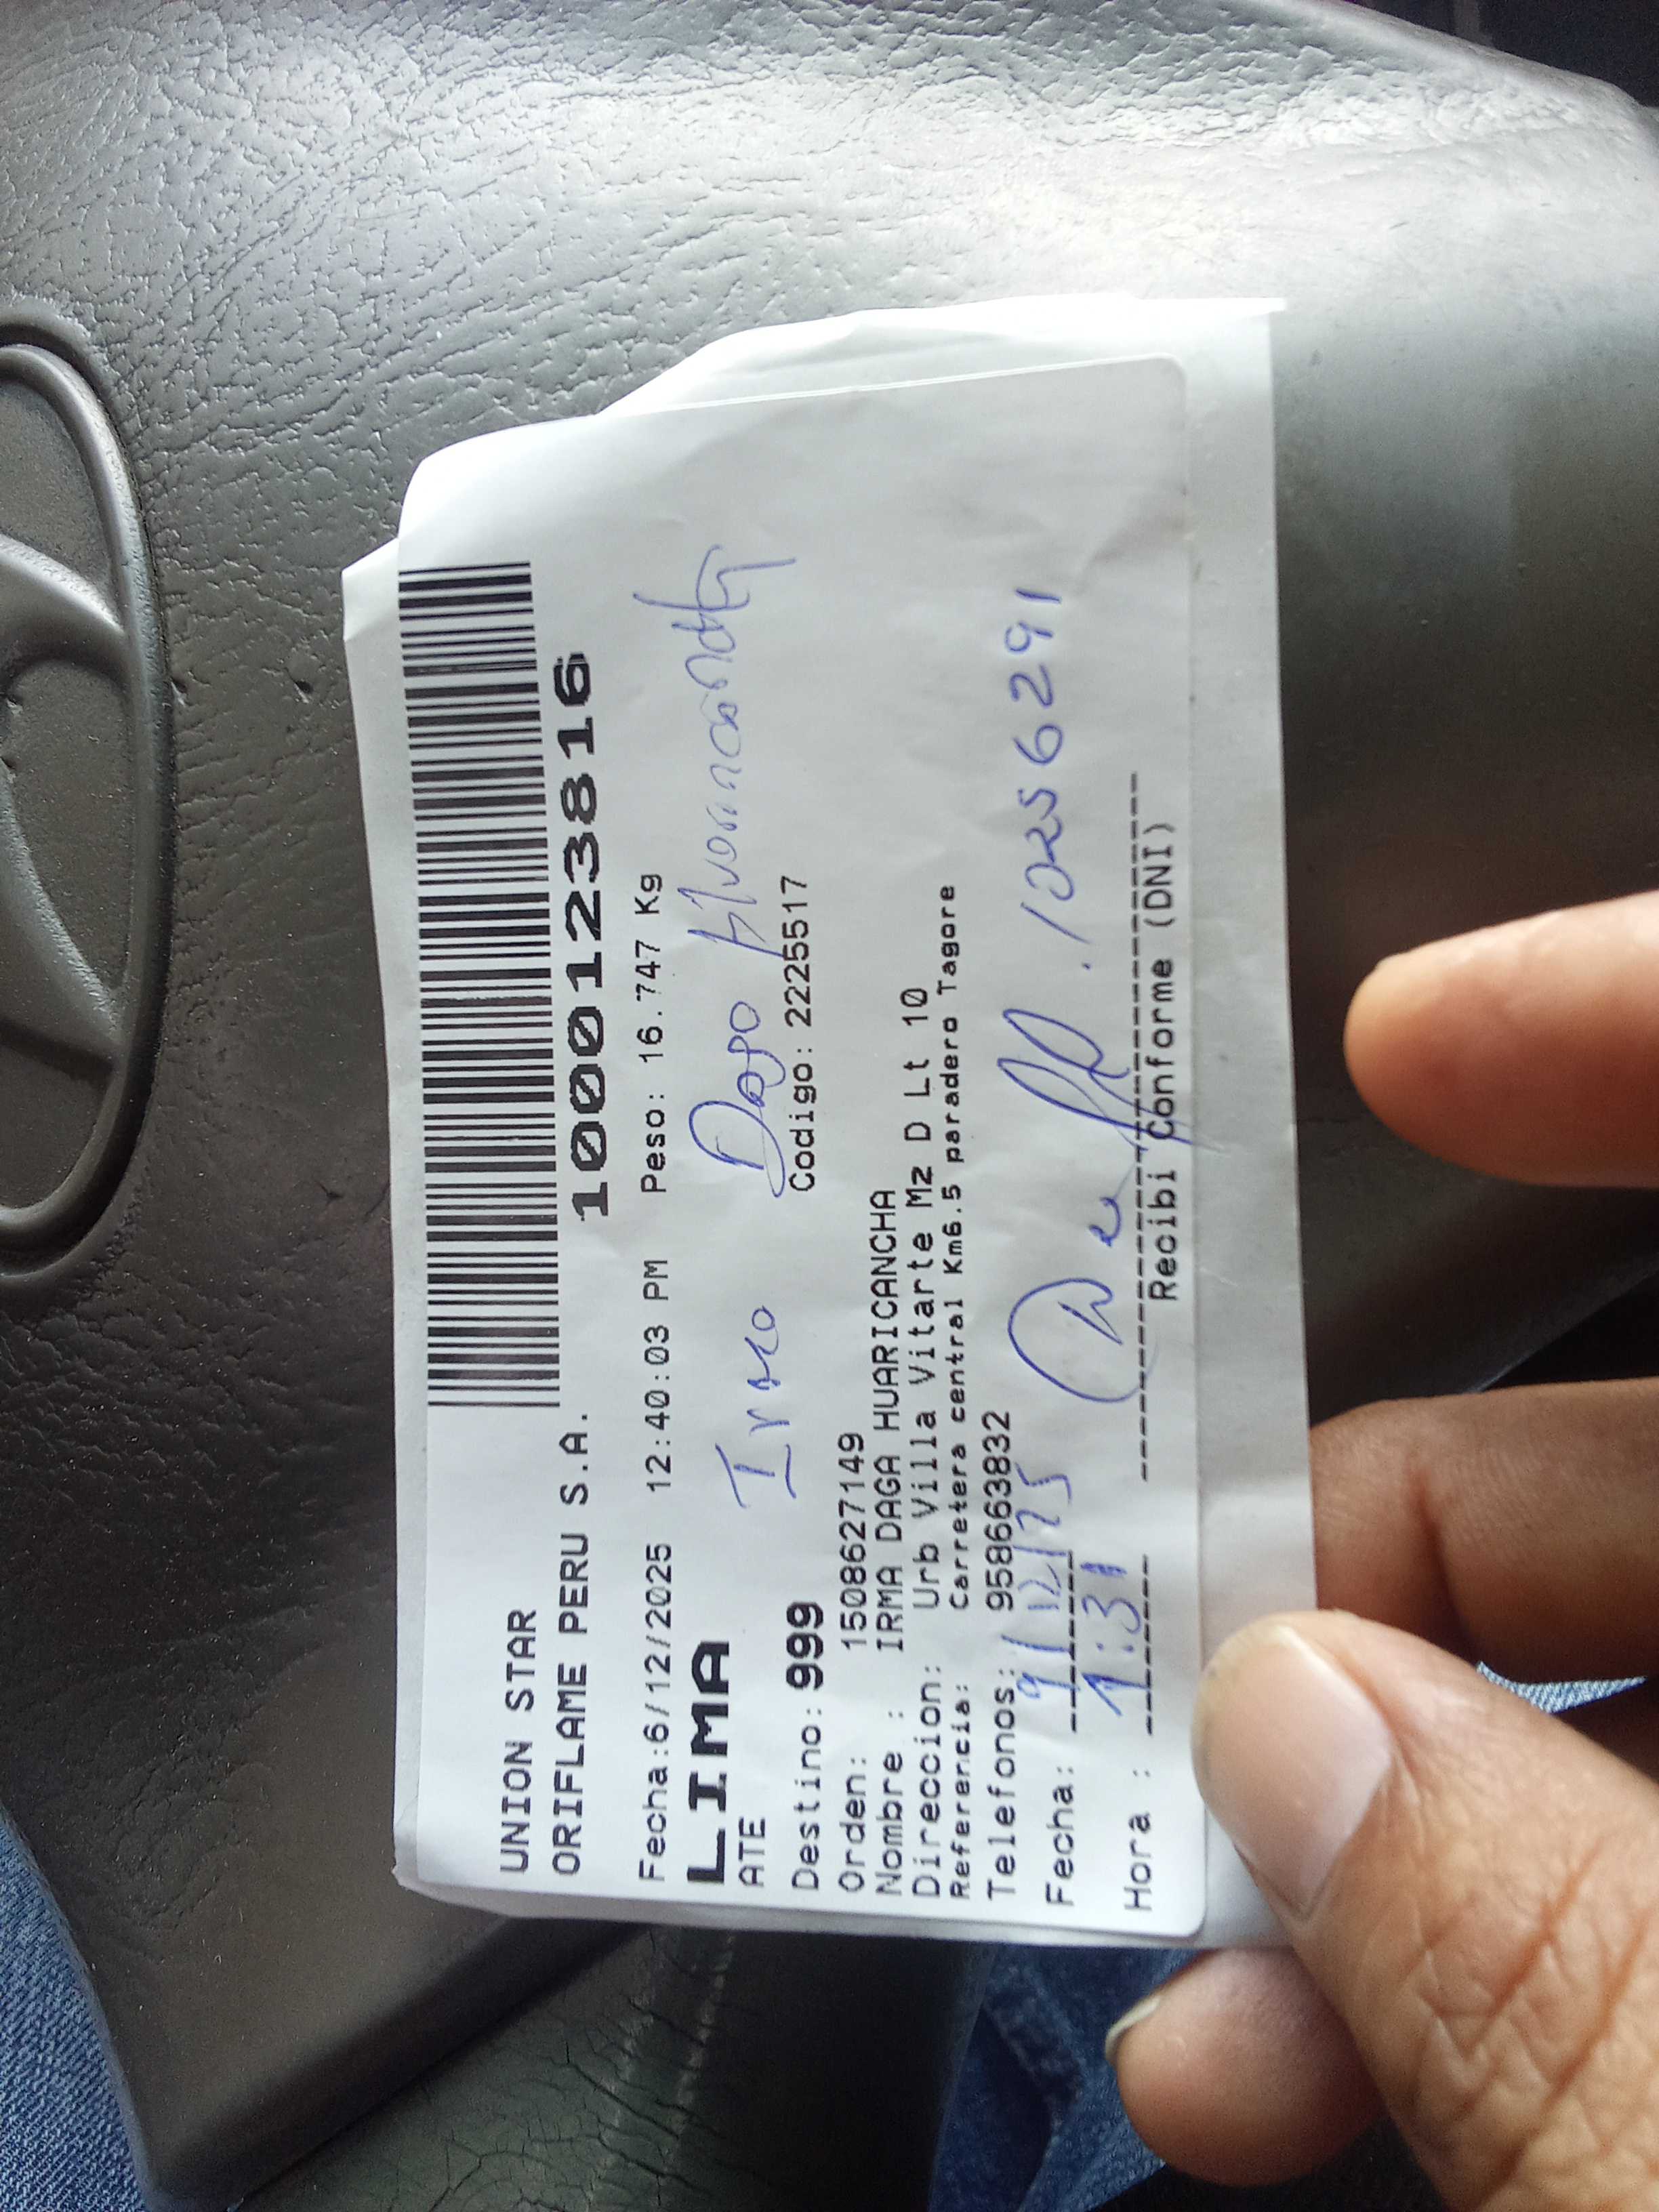 UNION STAR
ORIFLAME PERU S.A.
10001238816
Fecha:6/12/2025 12:40:03 PM Peso: 16.747 Kg
LIMA
ATE
Irma Daga Huaricancha
Destino: 999 Codigo: 2225517
Orden: 1508627149
Nombre : IRMA DAGA HUARICANCHA
Direccion: Urb Villa Vitarte Mz D Lt 10
Referencia: Carretera central Km6.5 paradero Tagore
Telefonos: 958663832
Fecha: 9/12/25
10256291
Hora : 1:31
Recibi Conforme (DNI)